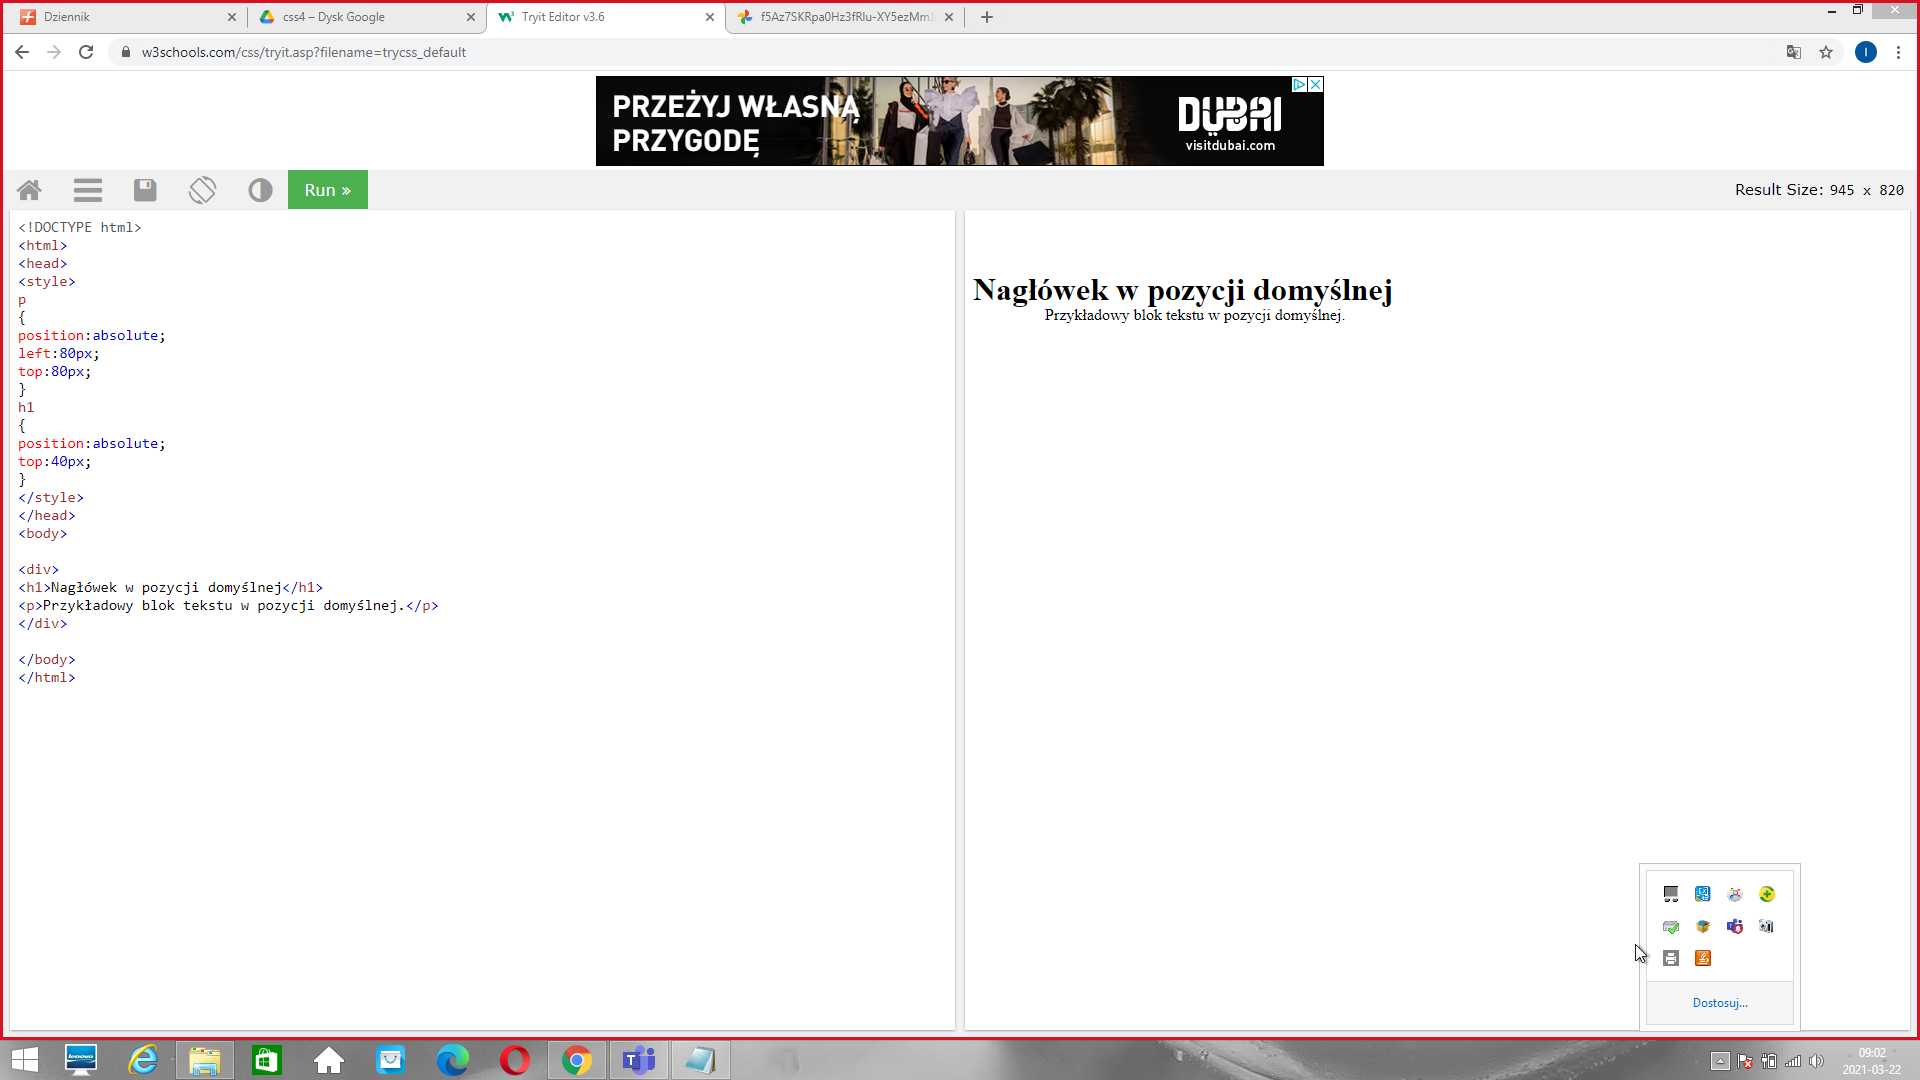 Dziennik
css4 – Dysk Google
Tryit Editor v3.6
f5Az7SKRpa0Hz3fRlu-XY5ezMm
w3schools.com/css/tryit.asp?filename=trycss_default
PRZEŻYJ WŁASNĄ
PRZYGODĘ
DUBAI
visitdubai.com
Run »
Result Size: 945 x 820
<!DOCTYPE html>
<html>
<head>
<style>
p
{
position:absolute;
left:80px;
top:80px;
}
h1
{
position:absolute;
top:40px;
}
</style>
</head>
<body>
<div>
<h1>Nagłówek w pozycji domyślnej</h1>
<p>Przykładowy blok tekstu w pozycji domyślnej.</p>
</div>
</body>
</html>
Nagłówek w pozycji domyślnej
Przykładowy blok tekstu w pozycji domyślnej.
Dostosuj...
lenovo
09:02
2021-03-22